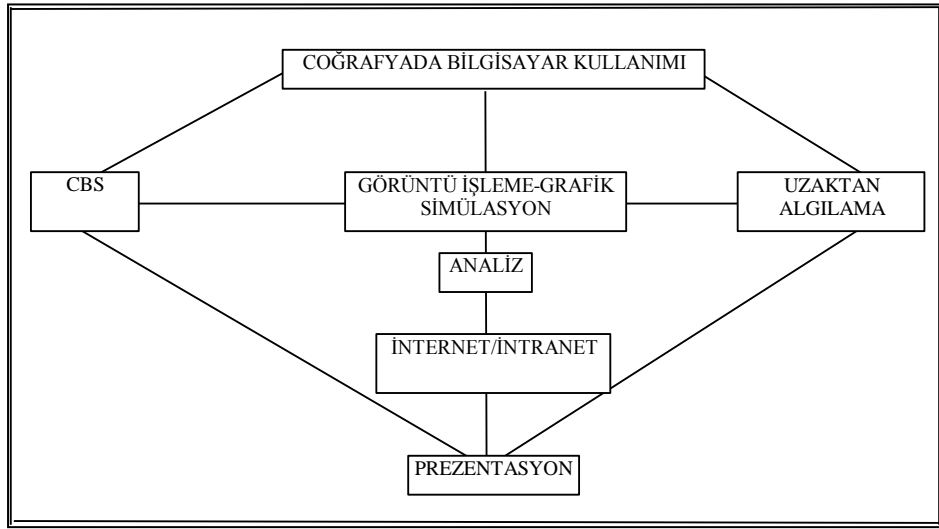 COĞRAFYADA BİLGİSAYAR KULLANIMI
CBS
GÖRÜNTÜ İŞLEME-GRAFİK
SİMÜLASYON
UZAKTAN
ALGILAMA
ANALİZ
İNTERNET/İNTRANET
PREZENTASYON